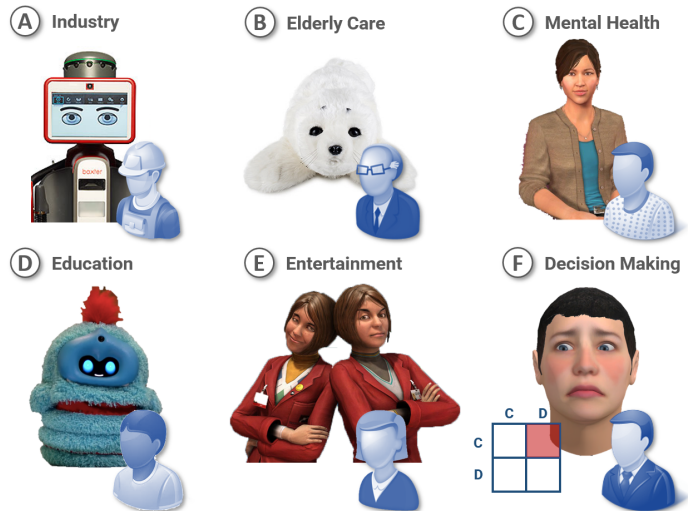 A Industry
B Elderly Care
C Mental Health
baxter
D Education
E Entertainment
F Decision Making
C D
C
D